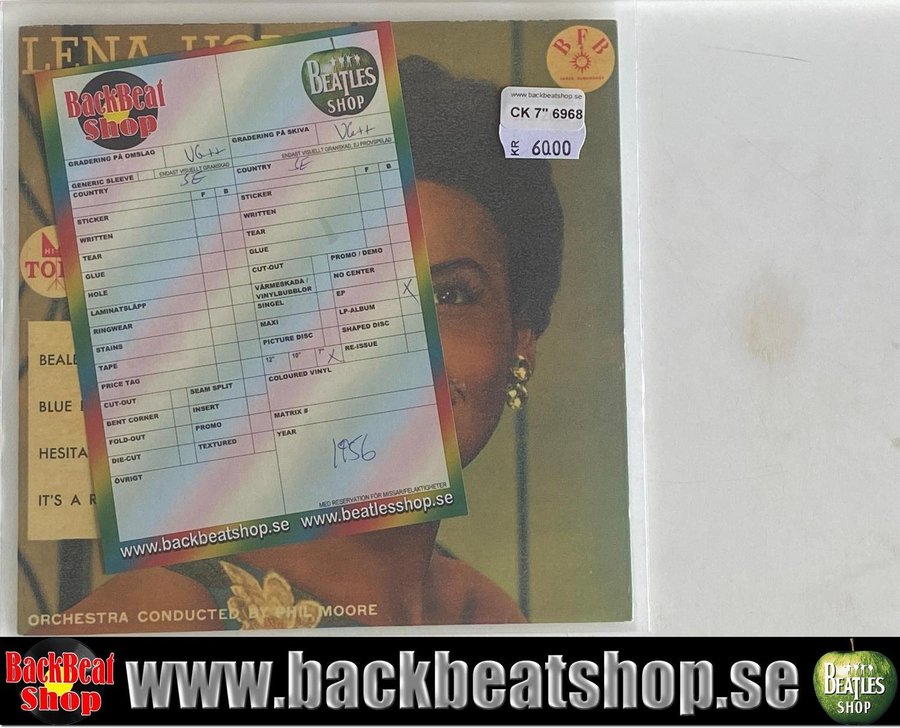 LENA
BFB
BackBeat
Shop
BEATLES
SHOP
www.backbeatshop.se
CK 7" 6968
KR 6000
GRADERING PÅ OMSLAG
VG++
GRADERING PÅ SKIVA
VG++
ENDAST VISUELLT GRANSKAD
ENDAST VISUELLT GRANSKAD, EJ PROVSPELAD
GENERIC SLEEVE
COUNTRY
SE
F
B
STICKER
WRITTEN
TEAR
GLUE
HOLE
LAMINATSLÄPP
RINGWEAR
STAINS
TAPE
PRICE TAG
CUT-OUT
BENT CORNER
FOLD-OUT
DIE-CUT
SEAM SPLIT
INSERT
PROMO
TEXTURED
ÖVRIGT
COUNTRY
SE
F
B
STICKER
WRITTEN
TEAR
GLUE
CUT-OUT
VÄRMESKADA /
VINYLBUBBLOR
SINGEL
MAXI
PICTURE DISC
12"
10"
7"
X
PROMO / DEMO
NO CENTER
EP
X
LP-ALBUM
SHAPED DISC
RE-ISSUE
COLOURED VINYL
MATRIX #
YEAR
1956
MED RESERVATION FÖR MISSAR/FELAKTIGHETER
www.backbeatshop.se
www.beatlesshop.se
HI
TO
BEALE
BLUE
HESITA
IT'S A R
ORCHESTRA CONDUCTED BY PHIL MOORE
BackBeat
Shop
www.backbeatshop.se
BEATLES
SHOP